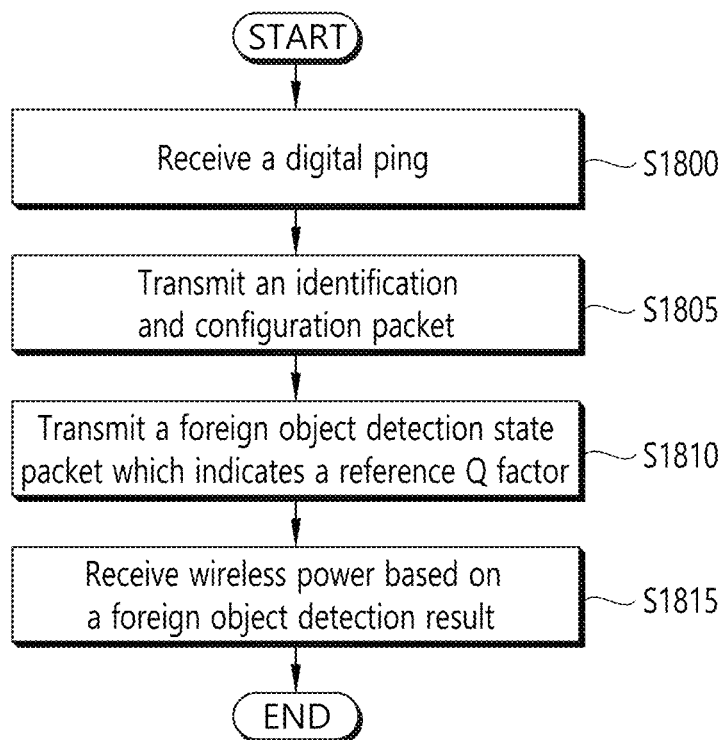 START
Receive a digital ping
S1800
Transmit an identification
and configuration packet
S1805
Transmit a foreign object detection state
packet which indicates a reference Q factor
S1810
Receive wireless power based on
a foreign object detection result
S1815
END